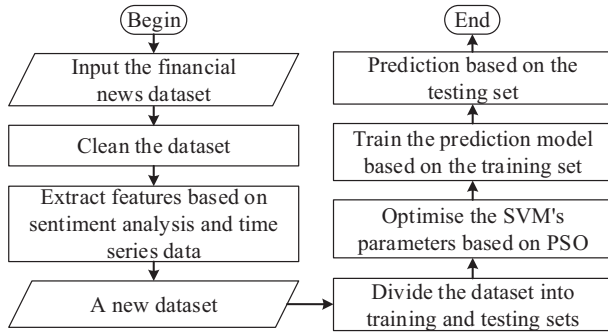 Begin
Input the financial
news dataset
Clean the dataset
Extract features based on
sentiment analysis and time
series data
A new dataset
Divide the dataset into
training and testing sets
Optimise the SVM's
parameters based on PSO
Train the prediction model
based on the training set
Prediction based on the
testing set
End